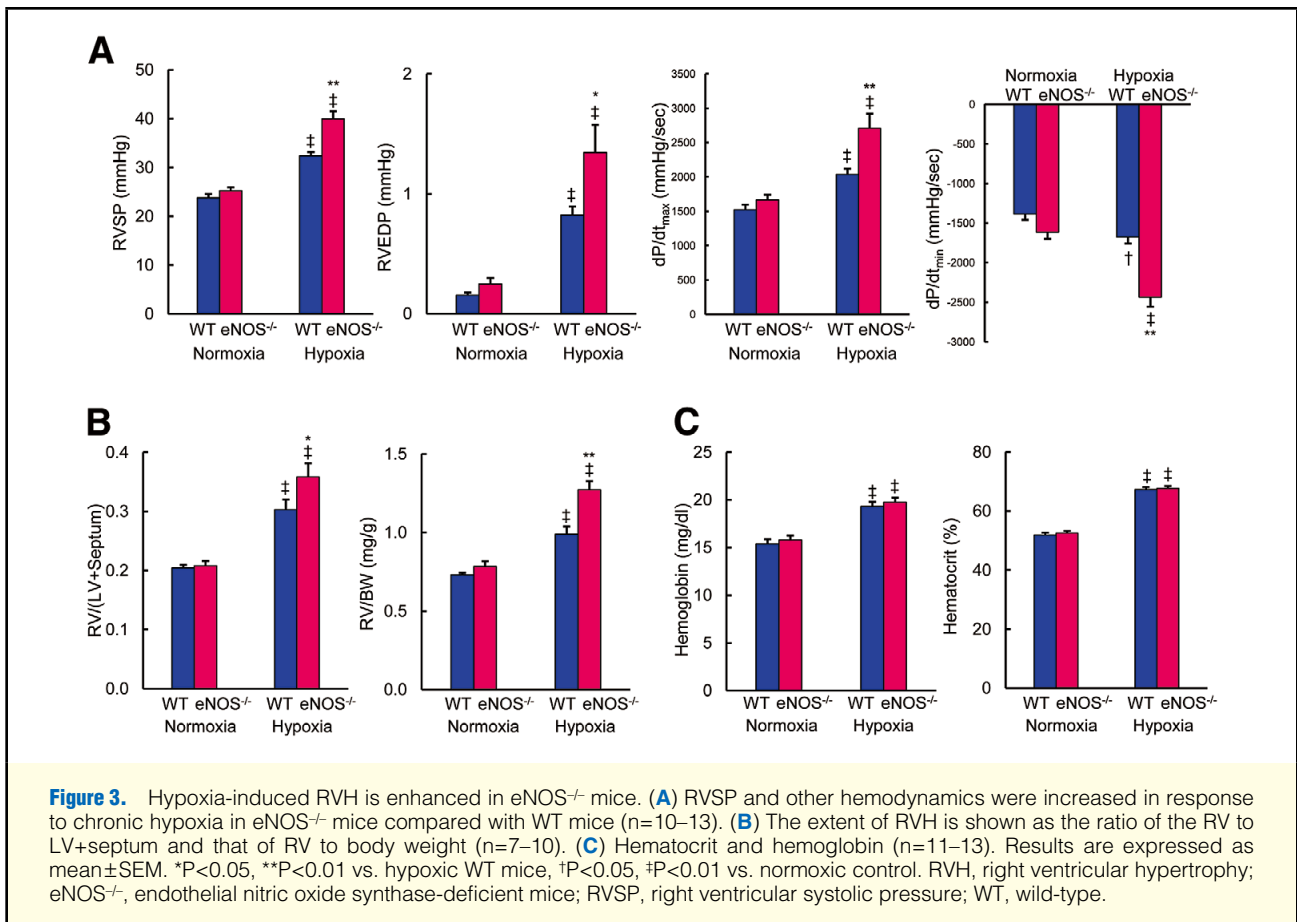 A
50
40
30
20
10
0
RVSP (mmHg)
**
‡
‡
WT eNOS-/- WT eNOS-/-
Normoxia Hypoxia
2
1
0
RVEDP (mmHg)
*
‡
‡
WT eNOS-/- WT eNOS-/-
Normoxia Hypoxia
3500
3000
2500
2000
1500
1000
500
0
dP/dtmax (mmHg/sec)
**
‡
‡
WT eNOS-/- WT eNOS-/-
Normoxia Hypoxia
Normoxia Hypoxia
WT eNOS-/- WT eNOS-/-
0
-500
-1000
-1500
-2000
-2500
-3000
dP/dtmin (mmHg/sec)
†
‡
**
B
0.4
0.3
0.2
0.1
0.0
RV/(LV+Septum)
*
‡
‡
WT eNOS-/- WT eNOS-/-
Normoxia Hypoxia
1.5
1.0
0.5
0.0
RV/BW (mg/g)
**
‡
‡
WT eNOS-/- WT eNOS-/-
Normoxia Hypoxia
C
25
20
15
10
5
0
Hemoglobin (mg/dl)
‡ ‡
WT eNOS-/- WT eNOS-/-
Normoxia Hypoxia
80
60
40
20
0
Hematocrit (%)
‡ ‡
WT eNOS-/- WT eNOS-/-
Normoxia Hypoxia
Figure 3. Hypoxia-induced RVH is enhanced in eNOS–/– mice. (A) RVSP and other hemodynamics were increased in response
to chronic hypoxia in eNOS–/– mice compared with WT mice (n=10–13). (B) The extent of RVH is shown as the ratio of the RV to
LV+septum and that of RV to body weight (n=7–10). (C) Hematocrit and hemoglobin (n=11–13). Results are expressed as
mean±SEM. *P<0.05, **P<0.01 vs. hypoxic WT mice, †P<0.05, ‡P<0.01 vs. normoxic control. RVH, right ventricular hypertrophy;
eNOS–/–, endothelial nitric oxide synthase-deficient mice; RVSP, right ventricular systolic pressure; WT, wild-type.